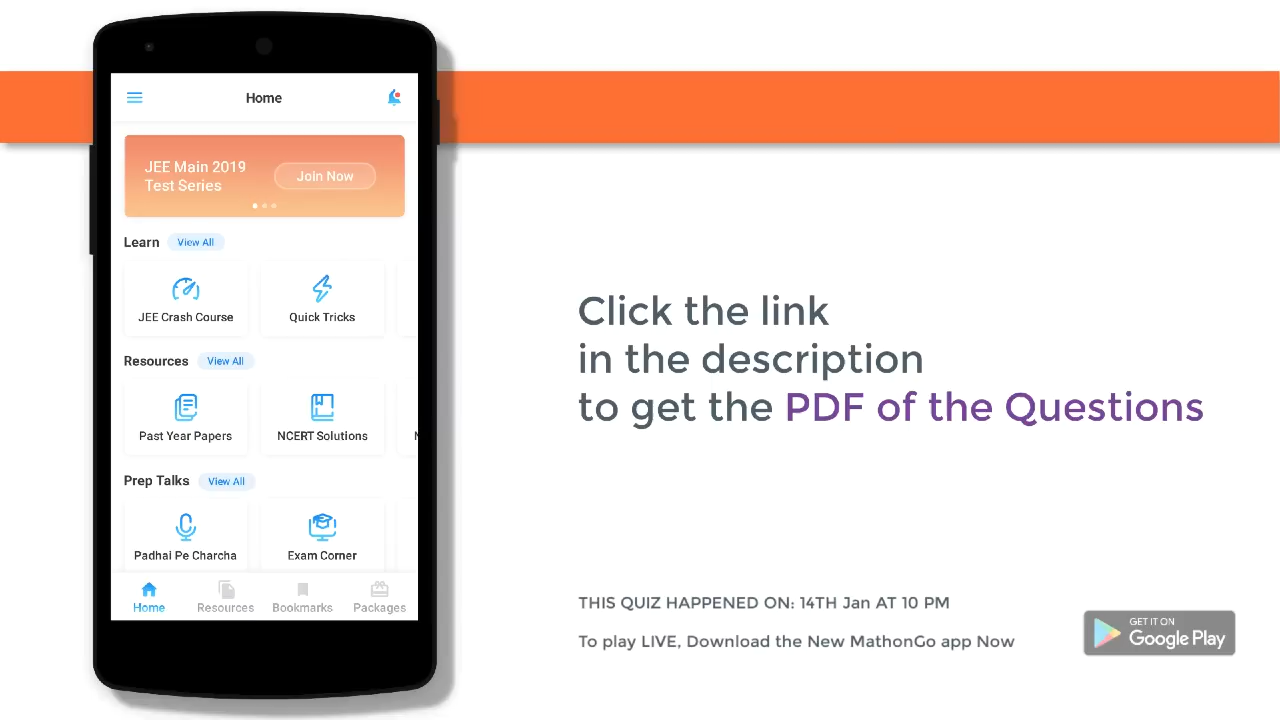 Home
JEE Main 2019
Test Series
Join Now
Learn
View All
JEE Crash Course
Quick Tricks
Resources
View All
Past Year Papers
NCERT Solutions
Prep Talks
View All
Padhai Pe Charcha
Exam Corner
Home
Resources
Bookmarks
Packages
Click the link
in the description
to get the PDF of the Questions
THIS QUIZ HAPPENED ON: 14TH Jan AT 10 PM
To play LIVE, Download the New MathonGo app Now
GET IT ON
Google Play